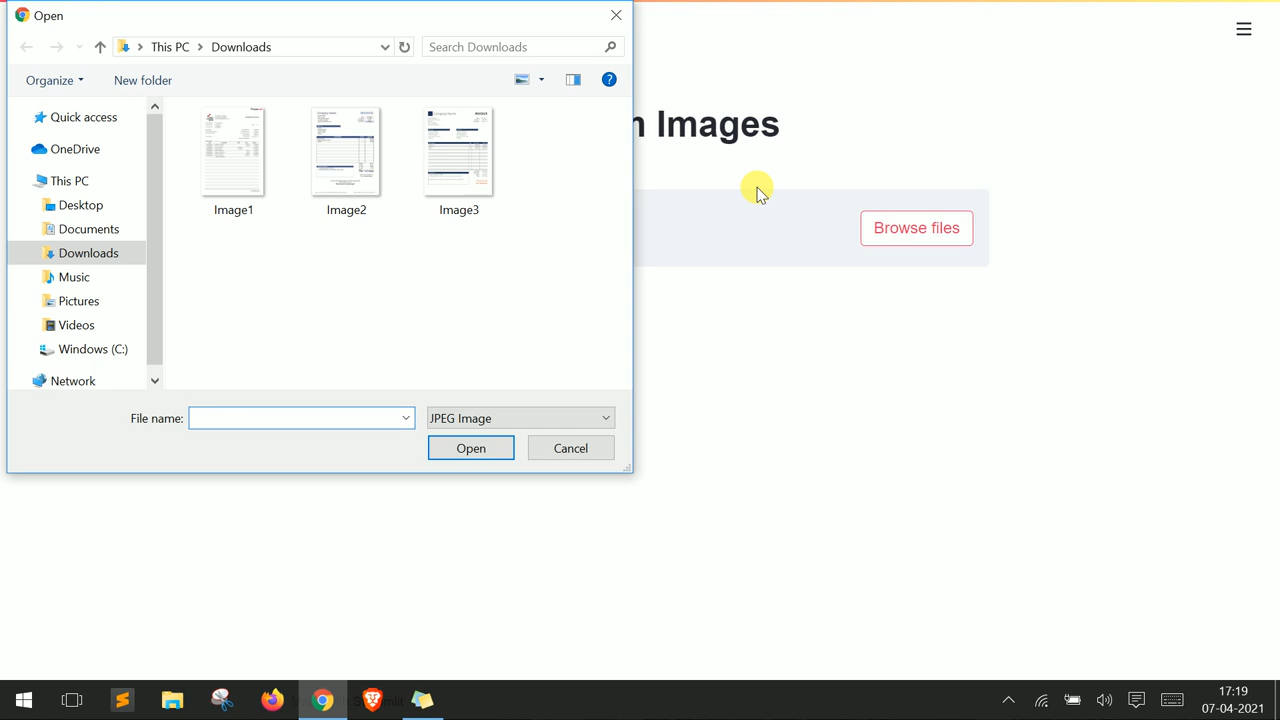 Open
This PC
Downloads
Search Downloads
Organize
New folder
Quick access
OneDrive
This PC
Desktop
Documents
Downloads
Music
Pictures
Videos
Windows (C:)
Network
Image1
Image2
Image3
File name:
JPEG Image
Open
Cancel
n Images
Browse files
17:19
07-04-2021